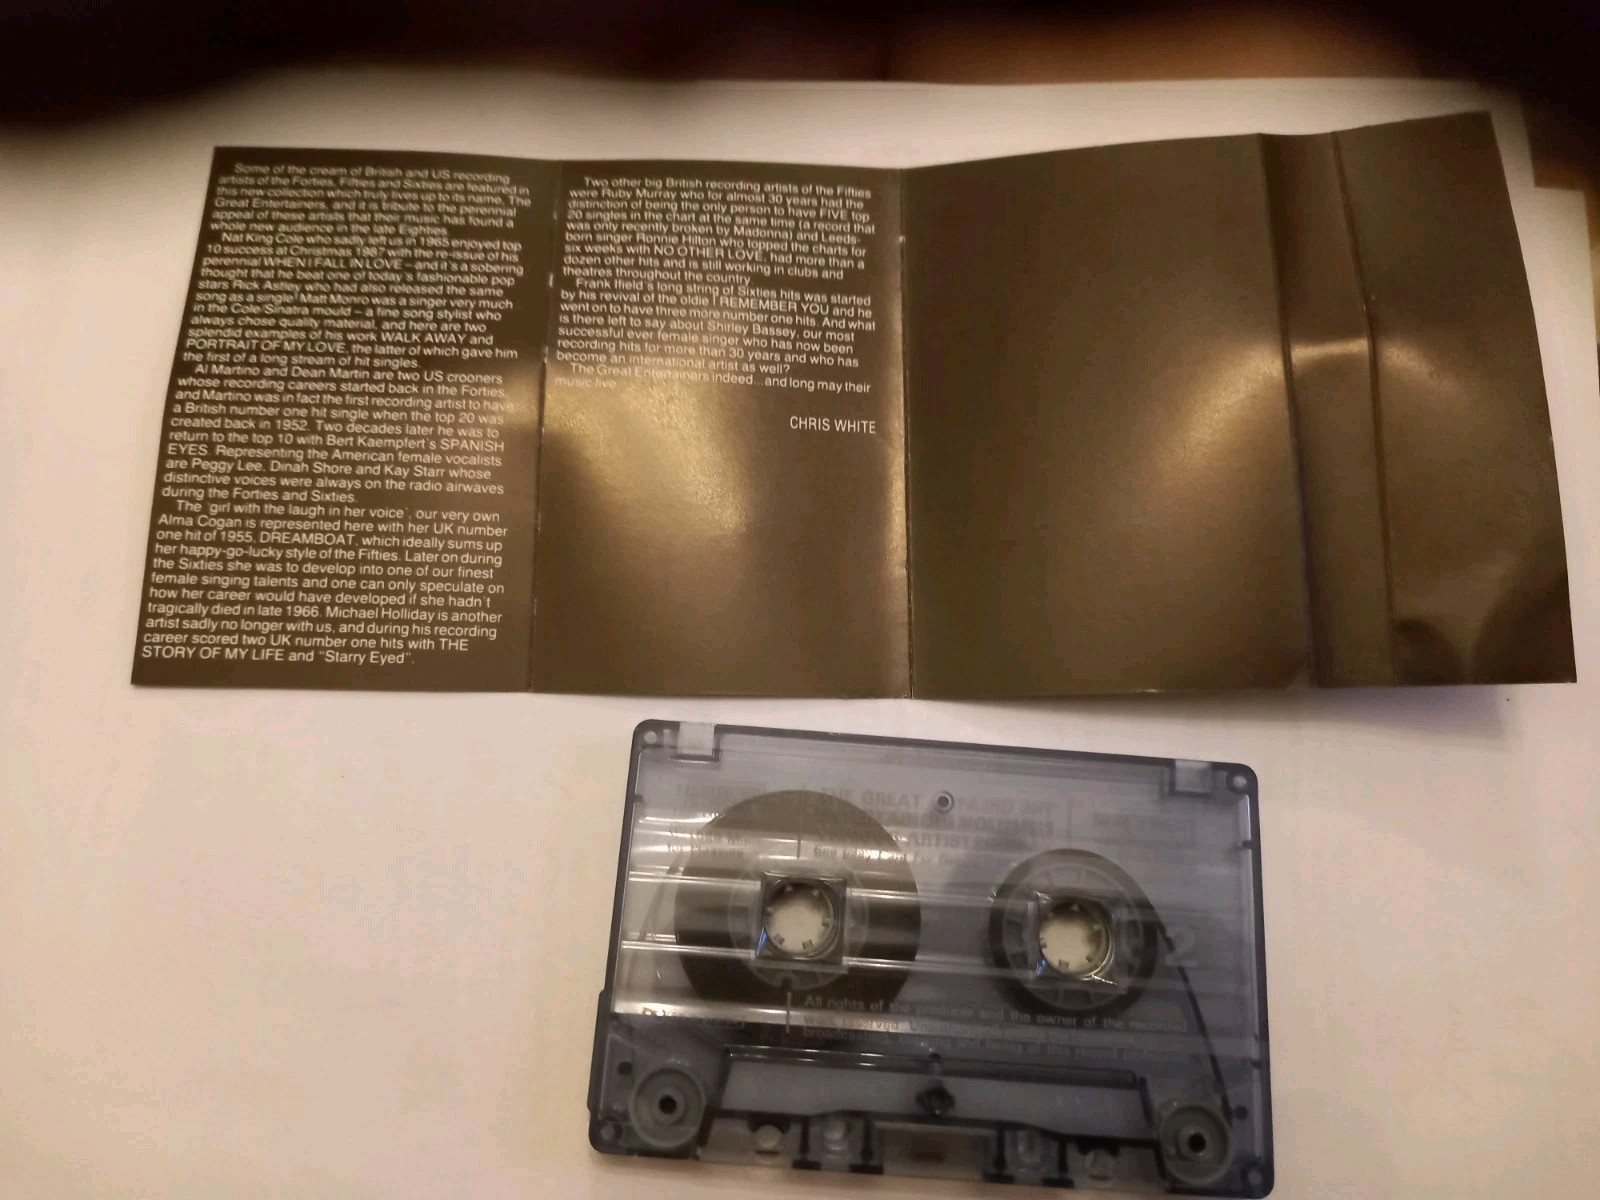 Some of the cream of British and US recording
artists of the Forties, Fifties and Sixties are featured in
this new collection which truly lives up to its name, The
Great Entertainers, and it is tribute to the perennial
appeal of these artists that their music has found a
whole new audience in the late Eighties.
Nat King Cole who sadly left us in 1965 enjoyed top
10 success at Christmas 1987 with the re-issue of his
perennial WHEN I FALL IN LOVE – and it's a sobering
thought that he beat one of today's fashionable pop
stars Rick Astley who had also released the same
song as a single! Matt Monro was a singer very much
in the Cole/Sinatra mould – a fine song stylist who
always chose quality material, and here are two
splendid examples of his work WALK AWAY and
PORTRAIT OF MY LOVE, the latter of which gave him
the first of a long stream of hit singles.
Al Martino and Dean Martin are two US crooners
whose recording careers started back in the Forties,
and Martino was in fact the first recording artist to have
a British number one hit single when the top 20 was
created back in 1952. Two decades later he was to
return to the top 10 with Bert Kaempfert's SPANISH
EYES. Representing the American female vocalists
are Peggy Lee, Dinah Shore and Kay Starr whose
distinctive voices were always on the radio airwaves
during the Forties and Sixties.
The 'girl with the laugh in her voice', our very own
Alma Cogan is represented here with her UK number
one hit of 1955, DREAMBOAT, which ideally sums up
her happy-go-lucky style of the Fifties. Later on during
the Sixties she was to develop into one of our finest
female singing talents and one can only speculate on
how her career would have developed if she hadn't
tragically died in late 1966. Michael Holliday is another
artist sadly no longer with us, and during his recording
career scored two UK number one hits with THE
STORY OF MY LIFE and "Starry Eyed".
Two other big British recording artists of the Fifties
were Ruby Murray who for almost 30 years had the
distinction of being the only person to have FIVE top
20 singles in the chart at the same time (a record that
was only recently broken by Madonna) and Leeds-
born singer Ronnie Hilton who topped the charts for
six weeks with NO OTHER LOVE, had more than a
dozen other hits and is still working in clubs and
theatres throughout the country.
Frank Ifield's long string of Sixties hits was started
by his revival of the oldie I REMEMBER YOU and he
went on to have three more number one hits. And what
is there left to say about Shirley Bassey, our most
successful ever female singer who has now been
recording hits for more than 30 years and who has
become an international artist as well?
The Great Entertainers indeed...and long may their
music live.
CHRIS WHITE
THE GREAT
2
All rights of the producer and the owner of the recorded